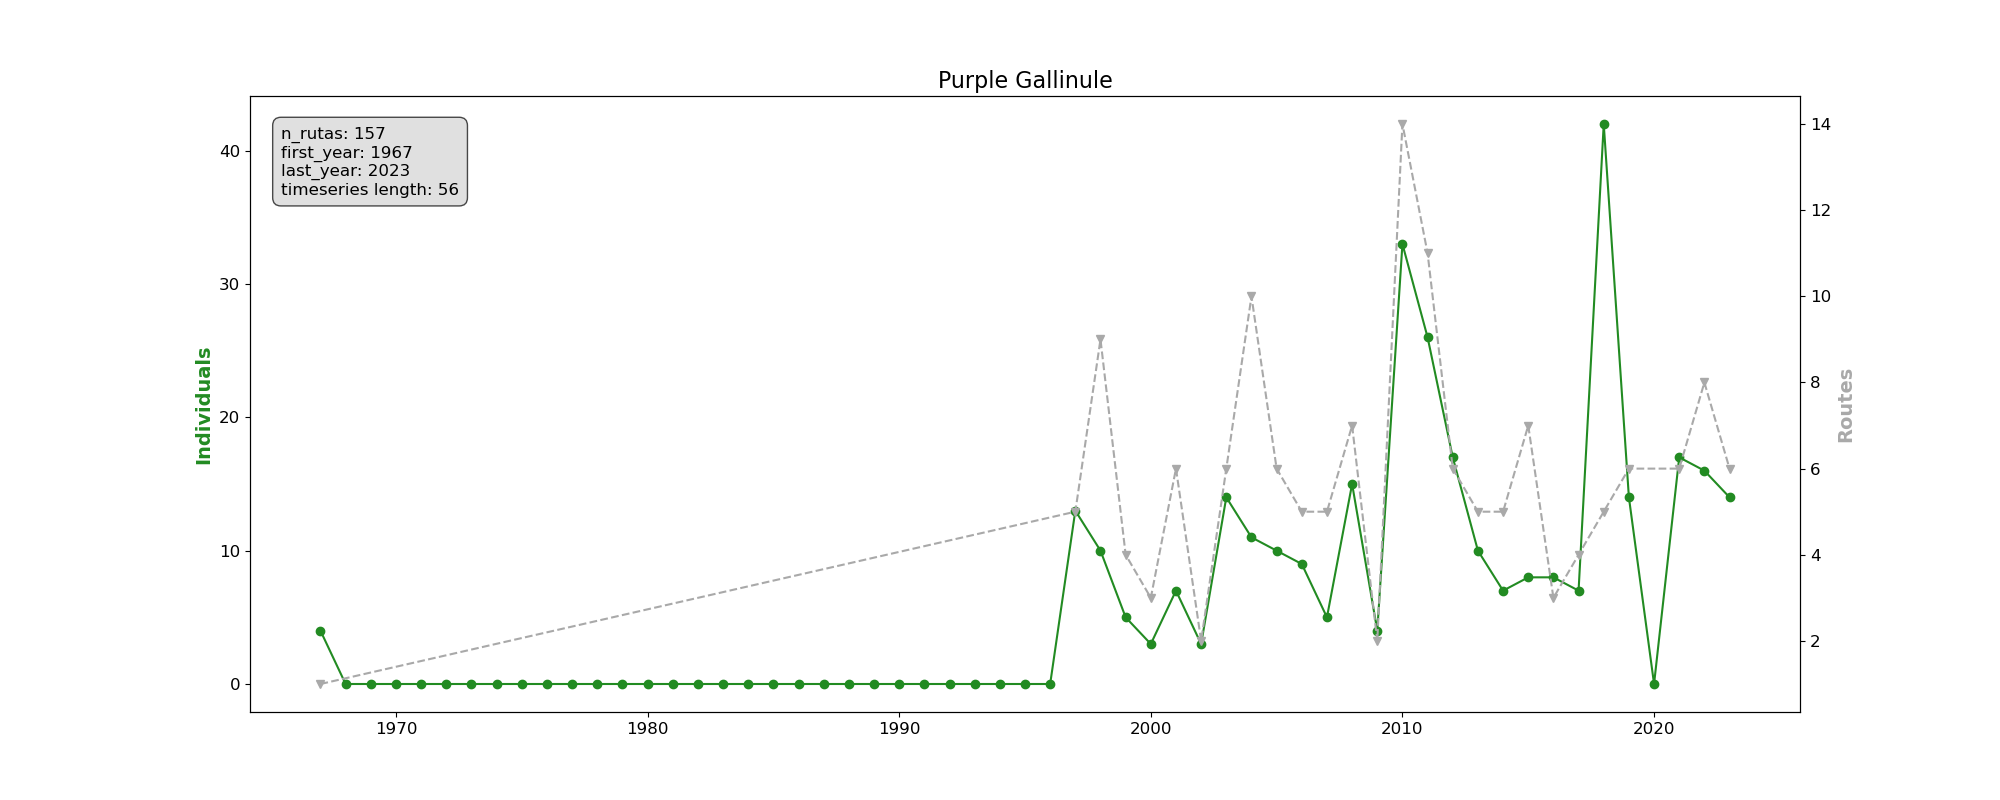 Purple Gallinule
n_rutas: 157
first_year: 1967
last_year: 2023
timeseries length: 56
Individuals
40
30
20
10
0
14
12
10
8
6
4
2
Routes
1970
1980
1990
2000
2010
2020